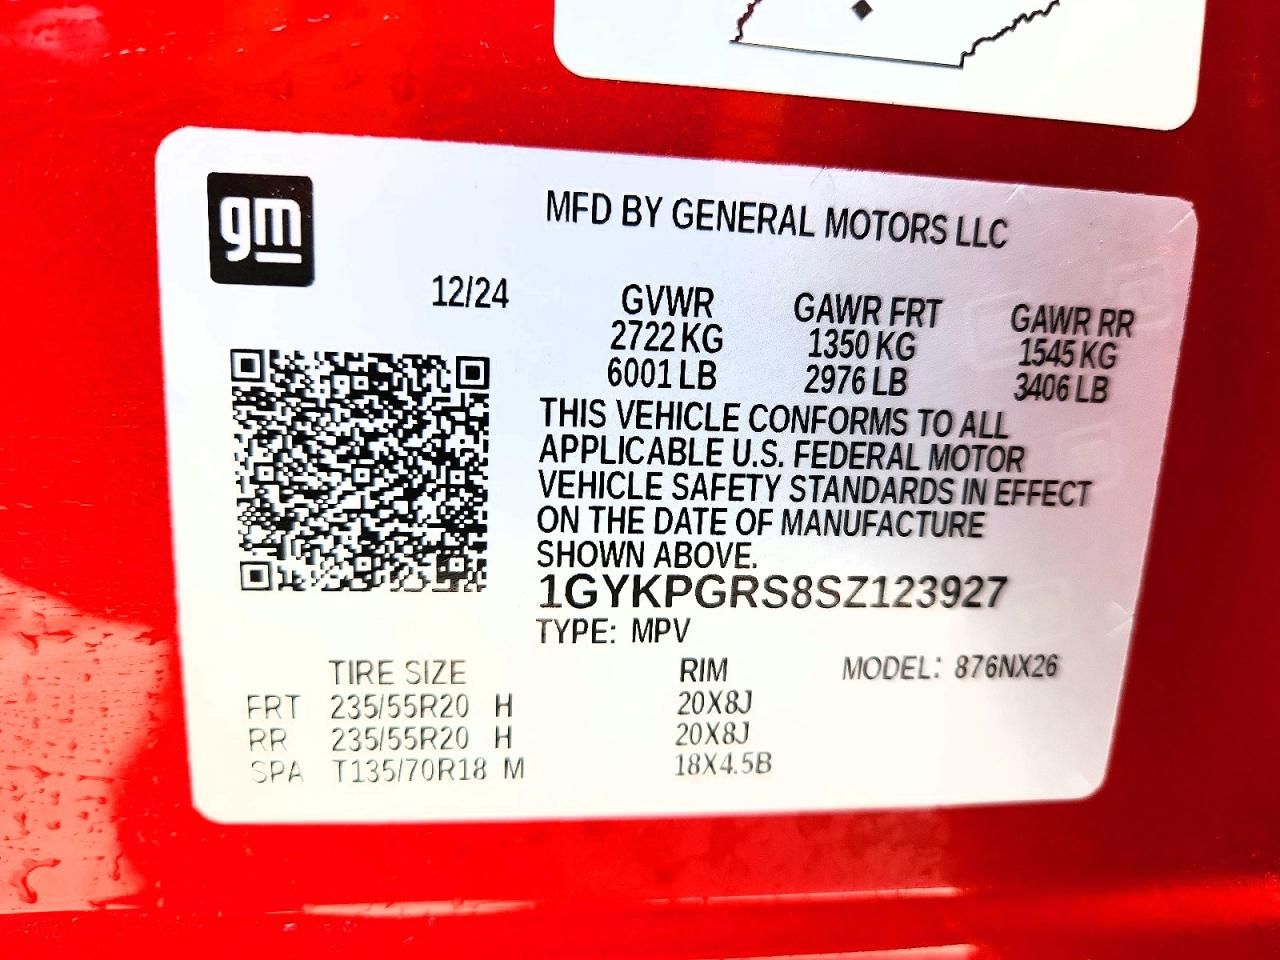 gm
MFD BY GENERAL MOTORS LLC
12/24
GVWR GAWR FRT GAWR RR
2722 KG 1350 KG 1545 KG
6001 LB 2976 LB 3406 LB
THIS VEHICLE CONFORMS TO ALL
APPLICABLE U.S. FEDERAL MOTOR
VEHICLE SAFETY STANDARDS IN EFFECT
ON THE DATE OF MANUFACTURE
SHOWN ABOVE.
1GYKPGRS8SZ123927
TYPE: MPV
TIRE SIZE RIM MODEL: 876NX26
FRT 235/55R20 H 20X8J
RR 235/55R20 H 20X8J
SPA T135/70R18 M 18X4.5B